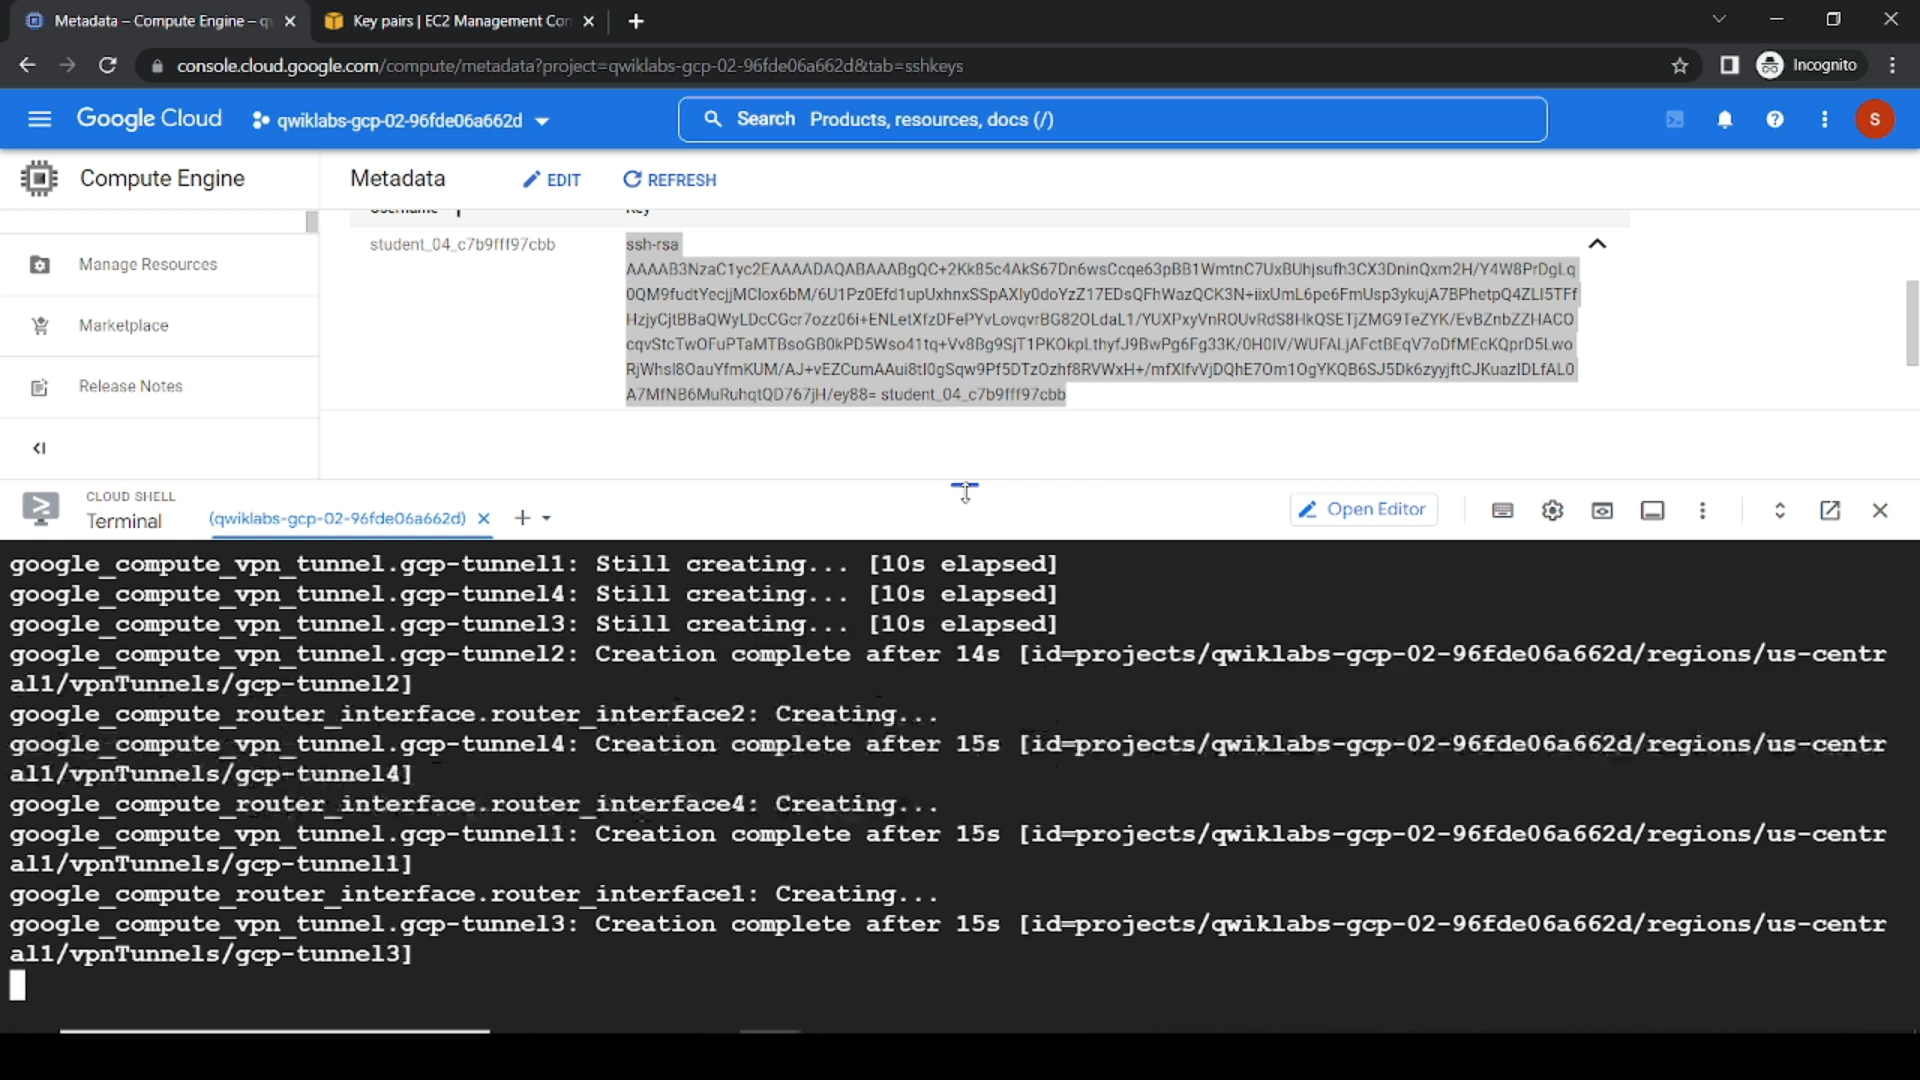 Metadata – Compute Engine – q
Key pairs | EC2 Management Con
console.cloud.google.com/compute/metadata?project=qwiklabs-gcp-02-96fde06a662d&tab=sshkeys
Incognito
Google Cloud
qwiklabs-gcp-02-96fde06a662d
Search Products, resources, docs (/)
S
Compute Engine
Metadata
EDIT
REFRESH
Username
Key
Manage Resources
Marketplace
Release Notes
student_04_c7b9fff97cbb
ssh-rsa
AAAAB3NzaC1yc2EAAAADAQABAAABgQC+2Kk85c4AkS67Dn6wsCcqe63pBB1WmtnC7UxBUhjsufh3CX3DninQxm2H/Y4W8PrDgLq
A7MfNB6MuRuhqtQD767jH/ey88= student_04_c7b9fff97cbb
CLOUD SHELL
Terminal
(qwiklabs-gcp-02-96fde06a662d)
Open Editor
google_compute_vpn_tunnel.gcp-tunnel1: Still creating... [10s elapsed]
google_compute_vpn_tunnel.gcp-tunnel4: Still creating... [10s elapsed]
google_compute_vpn_tunnel.gcp-tunnel3: Still creating... [10s elapsed]
google_compute_vpn_tunnel.gcp-tunnel2: Creation complete after 14s [id=projects/qwiklabs-gcp-02-96fde06a662d/regions/us-centr
al1/vpnTunnels/gcp-tunnel2]
google_compute_router_interface.router_interface2: Creating...
google_compute_vpn_tunnel.gcp-tunnel4: Creation complete after 15s [id=projects/qwiklabs-gcp-02-96fde06a662d/regions/us-centr
al1/vpnTunnels/gcp-tunnel4]
google_compute_router_interface.router_interface4: Creating...
google_compute_vpn_tunnel.gcp-tunnel1: Creation complete after 15s [id=projects/qwiklabs-gcp-02-96fde06a662d/regions/us-centr
al1/vpnTunnels/gcp-tunnel1]
google_compute_router_interface.router_interface1: Creating...
google_compute_vpn_tunnel.gcp-tunnel3: Creation complete after 15s [id=projects/qwiklabs-gcp-02-96fde06a662d/regions/us-centr
al1/vpnTunnels/gcp-tunnel3]